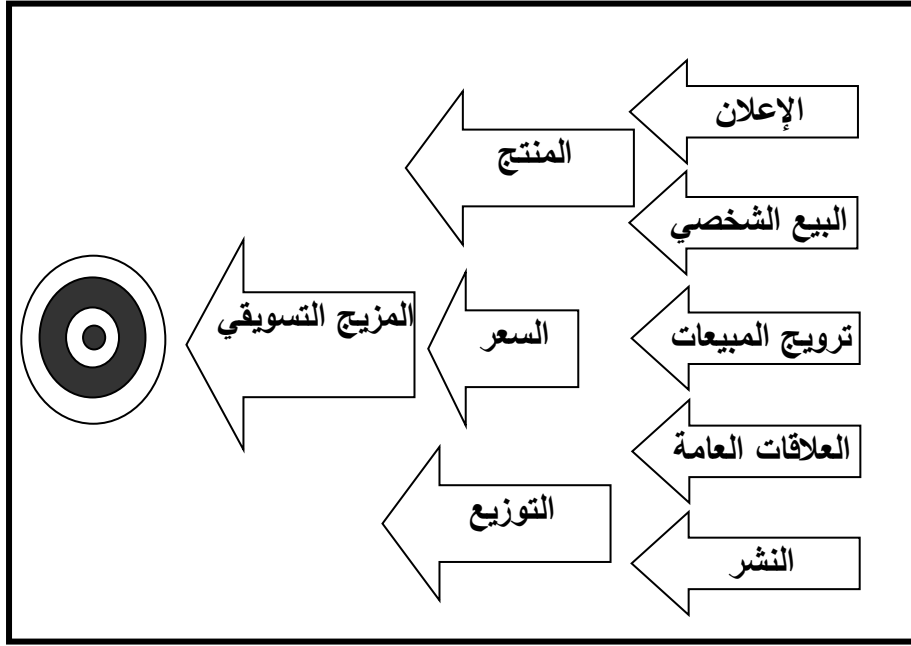 الإعلان
البيع الشخصي
ترويج المبيعات
العلاقات العامة
النشر
المنتج
السعر
التوزيع
المزيج التسويقي